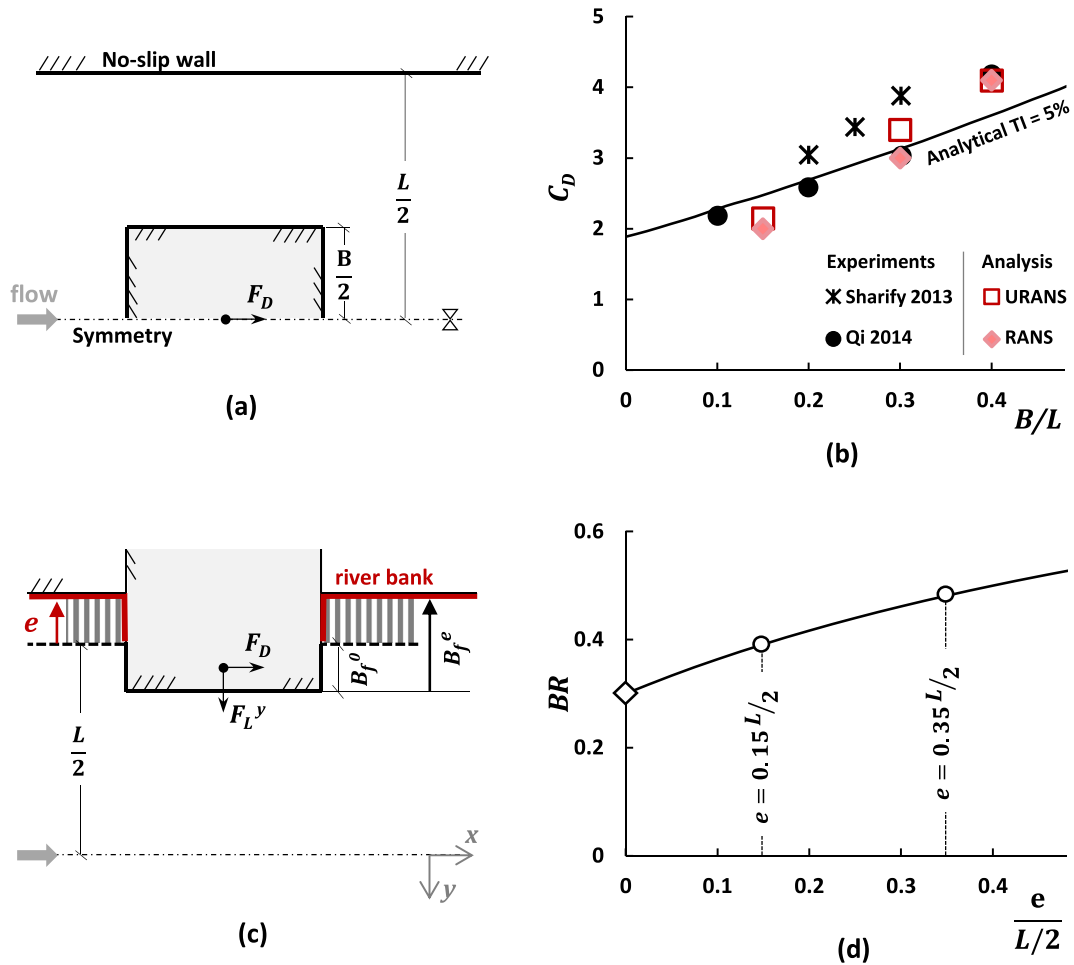 No-slip wall
L
2
B
2
flow
F_D
Symmetry
(a)
5
4
3
2
1
0
C_D
Analytical TI = 5%
Experiments Analysis
Sharify 2013 URANS
Qi 2014 RANS
0 0.1 0.2 0.3 0.4
B/L
(b)
river bank
e
F_D
B_f^0
B_f^e
F_L^y
L
2
x
y
(c)
0.6
0.4
0.2
0
BR
e = 0.15 L/2
e = 0.35 L/2
0 0.1 0.2 0.3 0.4
e
L/2
(d)